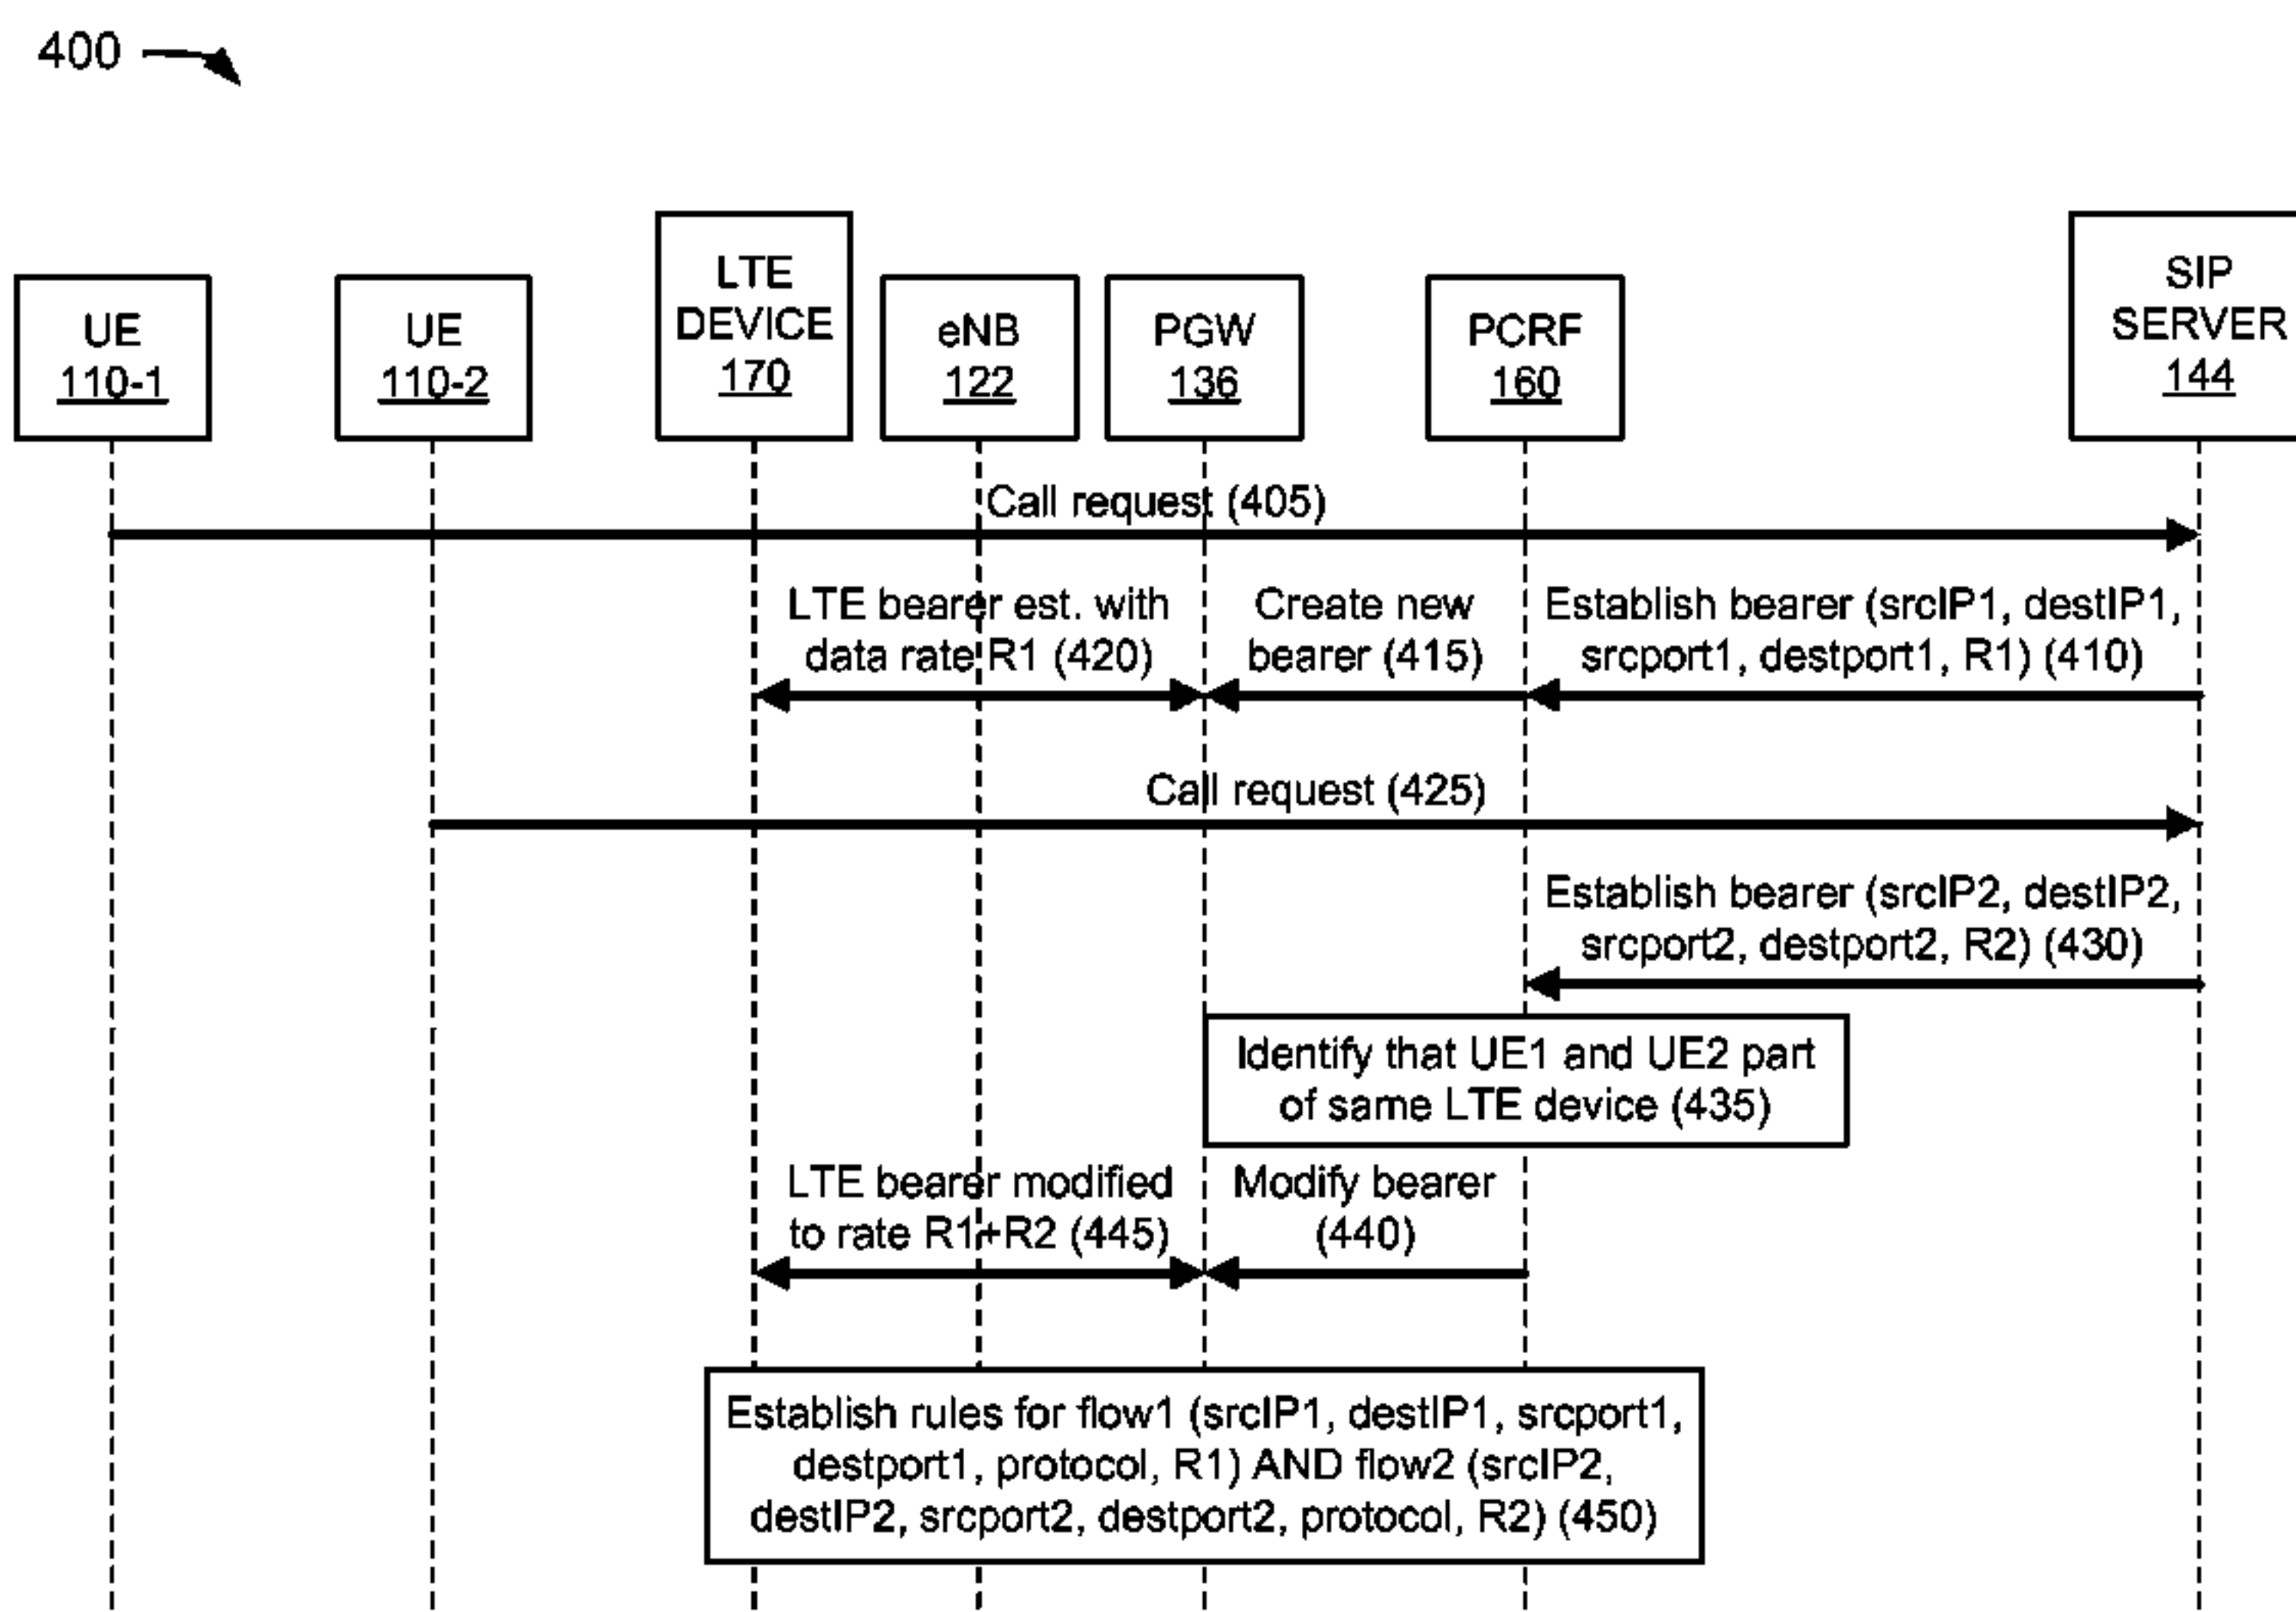 400
UE
110-1
UE
110-2
LTE
DEVICE
170
eNB
122
PGW
136
PCRF
160
SIP
SERVER
144
Call request (405)
LTE bearer est. with
data rate R1 (420)
Create new
bearer (415)
Establish bearer (srcIP1, destIP1,
srcport1, destport1, R1) (410)
Call request (425)
Establish bearer (srcIP2, destIP2,
srcport2, destport2, R2) (430)
Identify that UE1 and UE2 part
of same LTE device (435)
LTE bearer modified
to rate R1+R2 (445)
Modify bearer
(440)
Establish rules for flow1 (srcIP1, destIP1, srcport1,
destport1, protocol, R1) AND flow2 (srcIP2,
destIP2, srcport2, destport2, protocol, R2) (450)